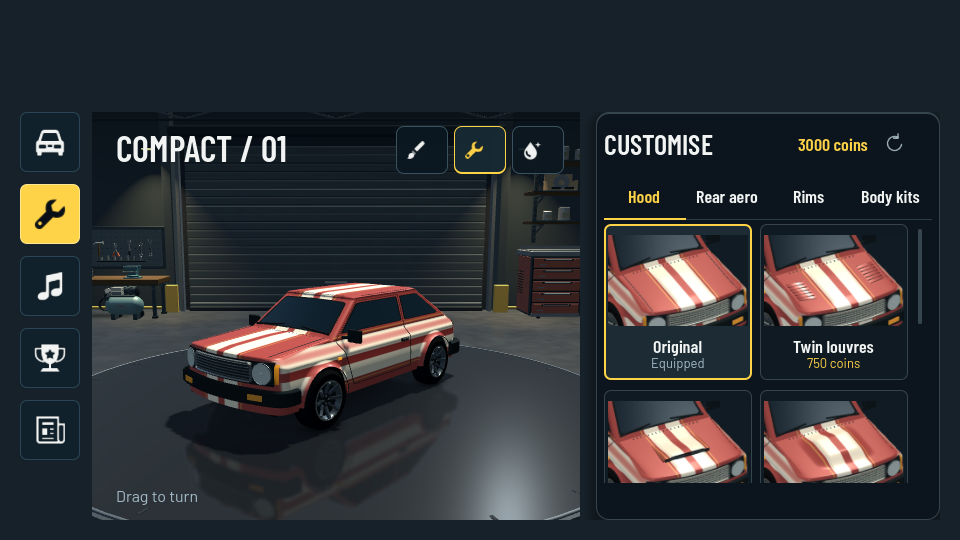 COMPACT / 01
CUSTOMISE
3000 coins
Hood
Rear aero
Rims
Body kits
Original
Equipped
Twin louvres
750 coins
Drag to turn